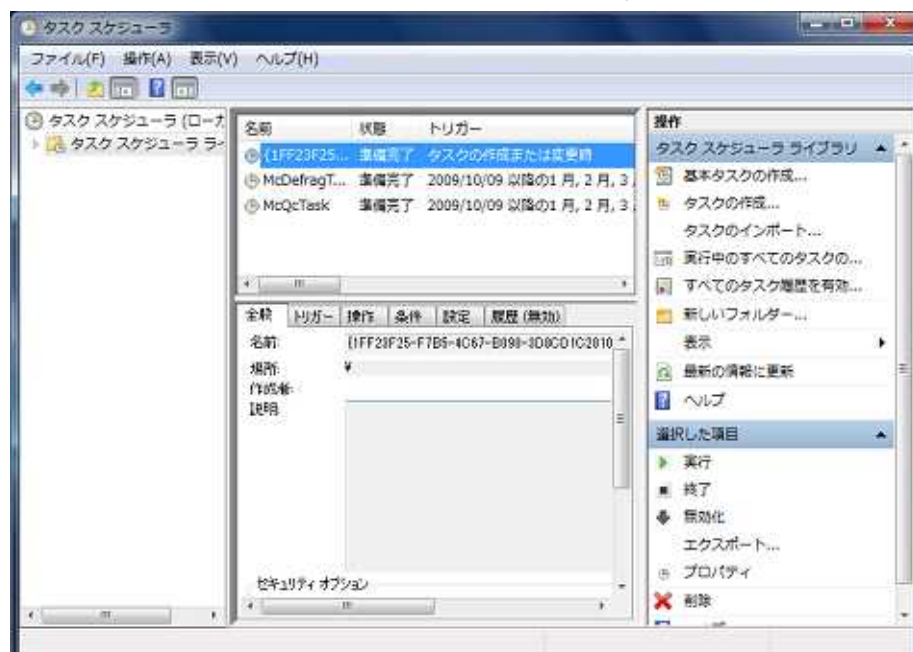 タスク スケジューラ
ファイル(F) 操作(A) 表示(V) ヘルプ(H)
タスク スケジューラ (ローカ
タスク スケジューラ ライ
名前 状態 トリガー
{1FF23F25... 準備完了 タスクの作成または変更時
McDefragT... 準備完了 2009/10/09 以降の1 月, 2 月, 3
McQcTask 準備完了 2009/10/09 以降の1 月, 2 月, 3
全般 トリガー 操作 条件 設定 履歴 (無効)
名前: {1FF23F25-F7B5-4C67-B098-3D8CD1C2810
場所: ¥
作成者:
説明:
セキュリティ オプション
操作
タスク スケジューラ ライブラリ
基本タスクの作成...
タスクの作成...
タスクのインポート...
実行中のすべてのタスクの...
すべてのタスク履歴を有効...
新しいフォルダー...
表示
最新の情報に更新
ヘルプ
選択した項目
実行
終了
無効化
エクスポート...
プロパティ
削除